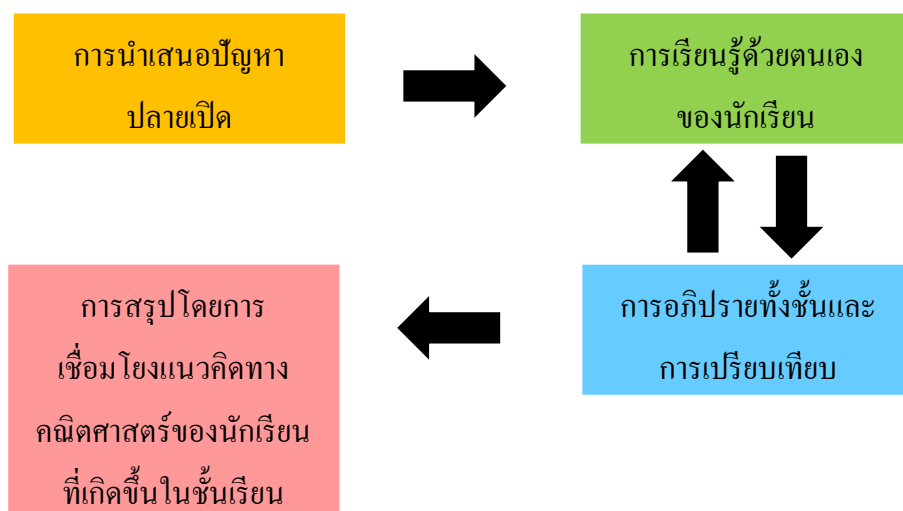 การนำเสนอปัญหา
ปลายเปิด
การเรียนรู้ด้วยตนเอง
ของนักเรียน
การอภิปรายทั้งชั้นและ
การเปรียบเทียบ
การสรุปโดยการ
เชื่อมโยงแนวคิดทาง
คณิตศาสตร์ของนักเรียน
ที่เกิดขึ้นในชั้นเรียน